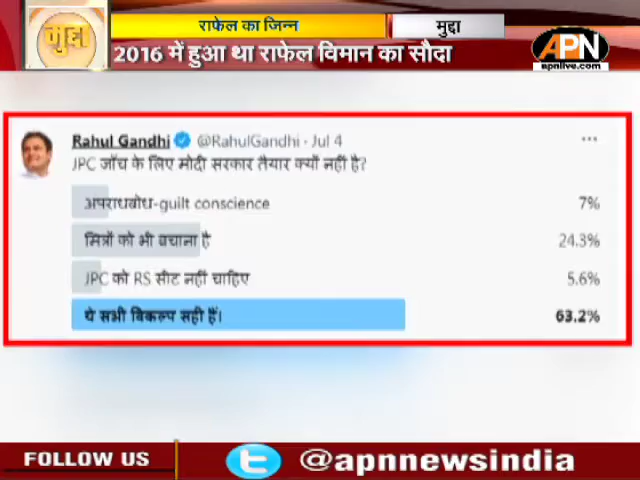 मुद्दा
राफेल का जिन्न
मुद्दा
2016 में हुआ था राफेल विमान का सौदा
APN
apnlive.com
Rahul Gandhi @RahulGandhi · Jul 4
JPC जाँच के लिए मोदी सरकार तैयार क्यों नहीं है?
अपराधबोध-guilt conscience 7%
मित्रों को भी बचाना है 24.3%
JPC को RS सीट नहीं चाहिए 5.6%
ये सभी विकल्प सही हैं। 63.2%
FOLLOW US @apnnewsindia